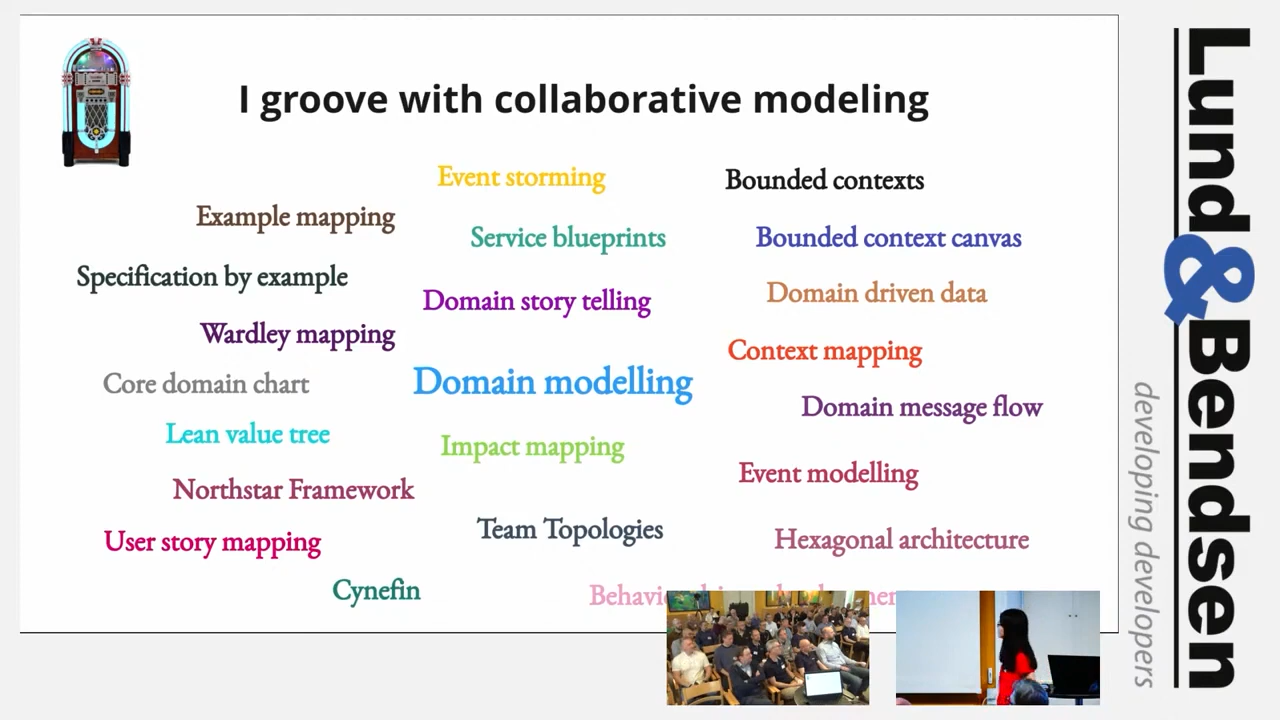 I groove with collaborative modeling
Event storming
Bounded contexts
Example mapping
Service blueprints
Bounded context canvas
Specification by example
Domain story telling
Domain driven data
Wardley mapping
Context mapping
Core domain chart
Domain modelling
Domain message flow
Lean value tree
Impact mapping
Event modelling
Northstar Framework
Team Topologies
Hexagonal architecture
User story mapping
Cynefin
Lund & Bendsen
developing developers